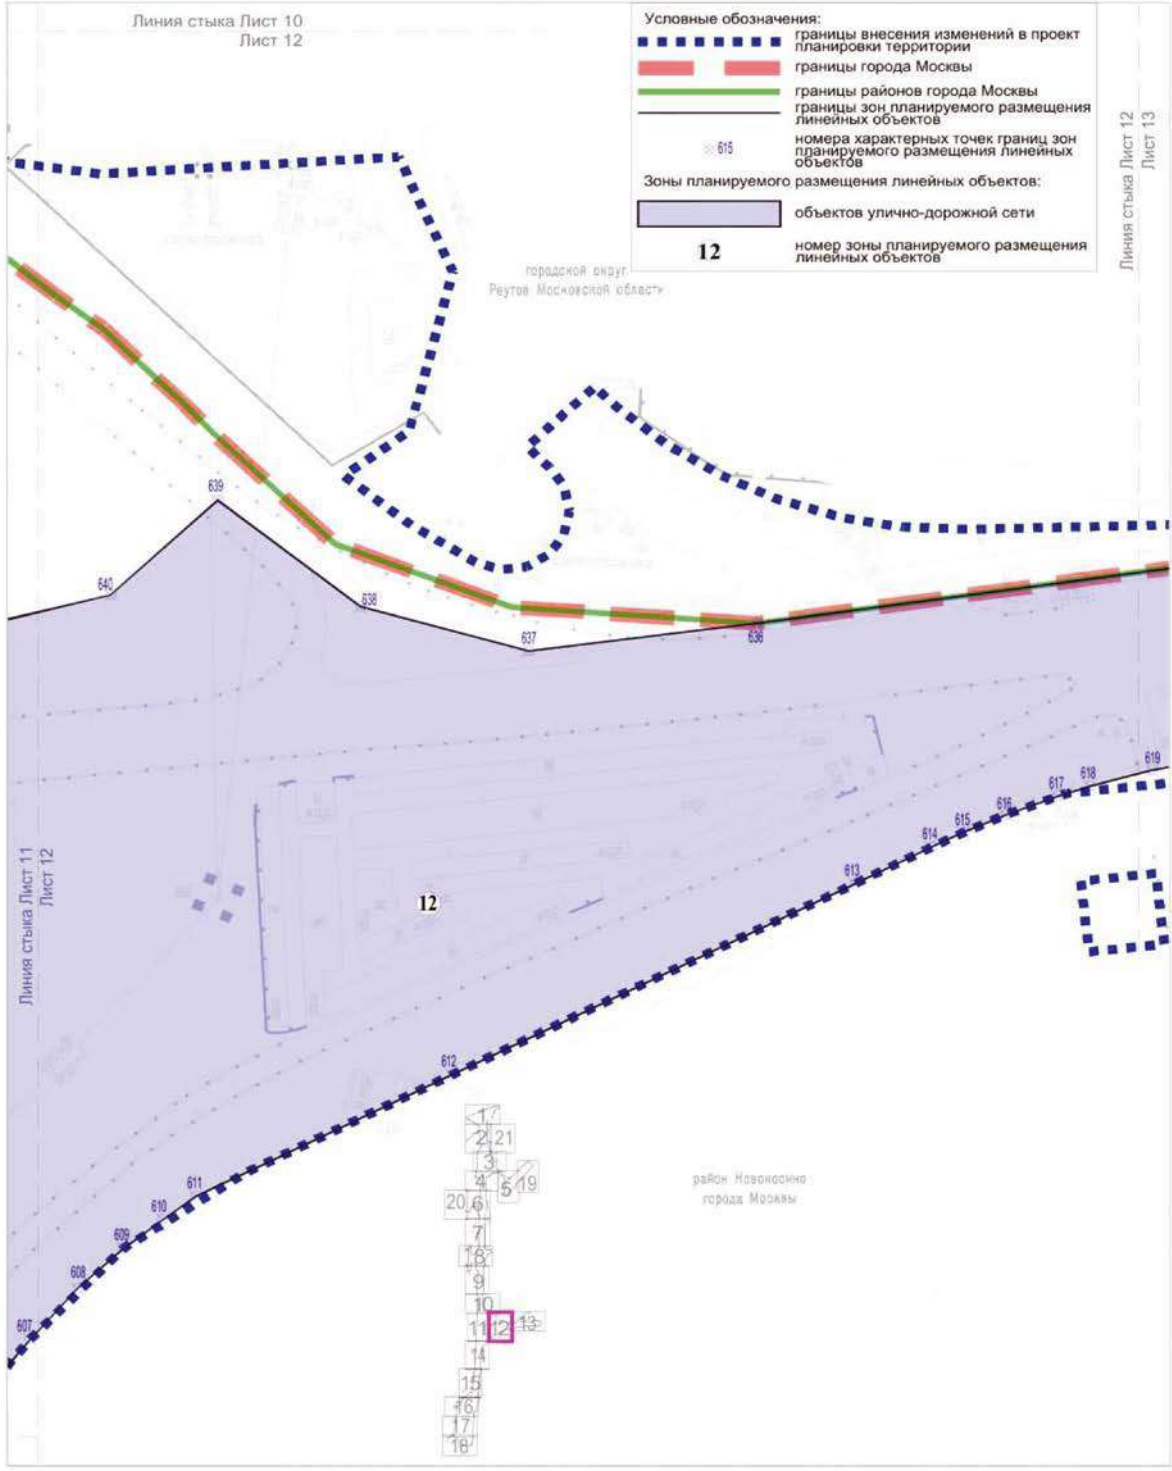 Линия стыка Лист 10
Лист 12
Условные обозначения:
границы внесения изменений в проект
планировки территории
границы города Москвы
границы районов города Москвы
границы зон планируемого размещения
линейных объектов
615
номера характерных точек границ зон
планируемого размещения линейных
объектов
Зоны планируемого размещения линейных объектов:
объектов улично-дорожной сети
12
номер зоны планируемого размещения
линейных объектов
Линия стыка Лист 12
Лист 13
городской округ
Реутов Московской области
639
640
638
637
636
619
618
617
616
615
614
613
Линия стыка Лист 11
Лист 12
12
612
611
610
609
608
607
район Новокосино
города Москвы
1
2 21
3
4 5 19
20 6
7
8
9
10
11 12 13
14
15
16
17
18